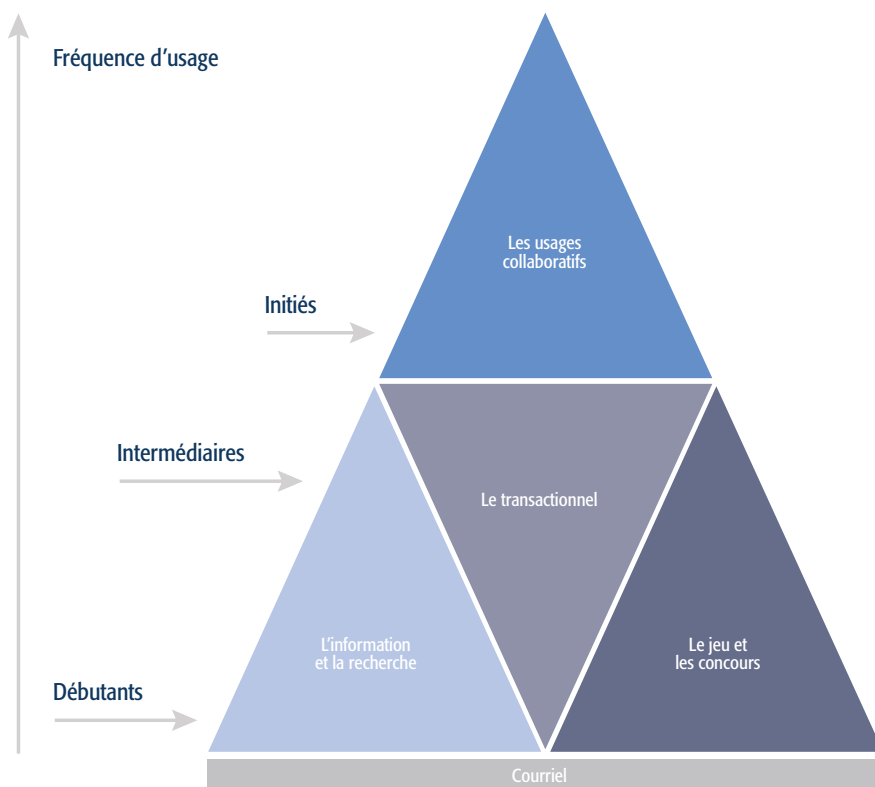 Fréquence d’usage
Les usages
collaboratifs
Initiés
Intermédiaires
Le transactionnel
L’information
et la recherche
Le jeu et
les concours
Débutants
Courriel